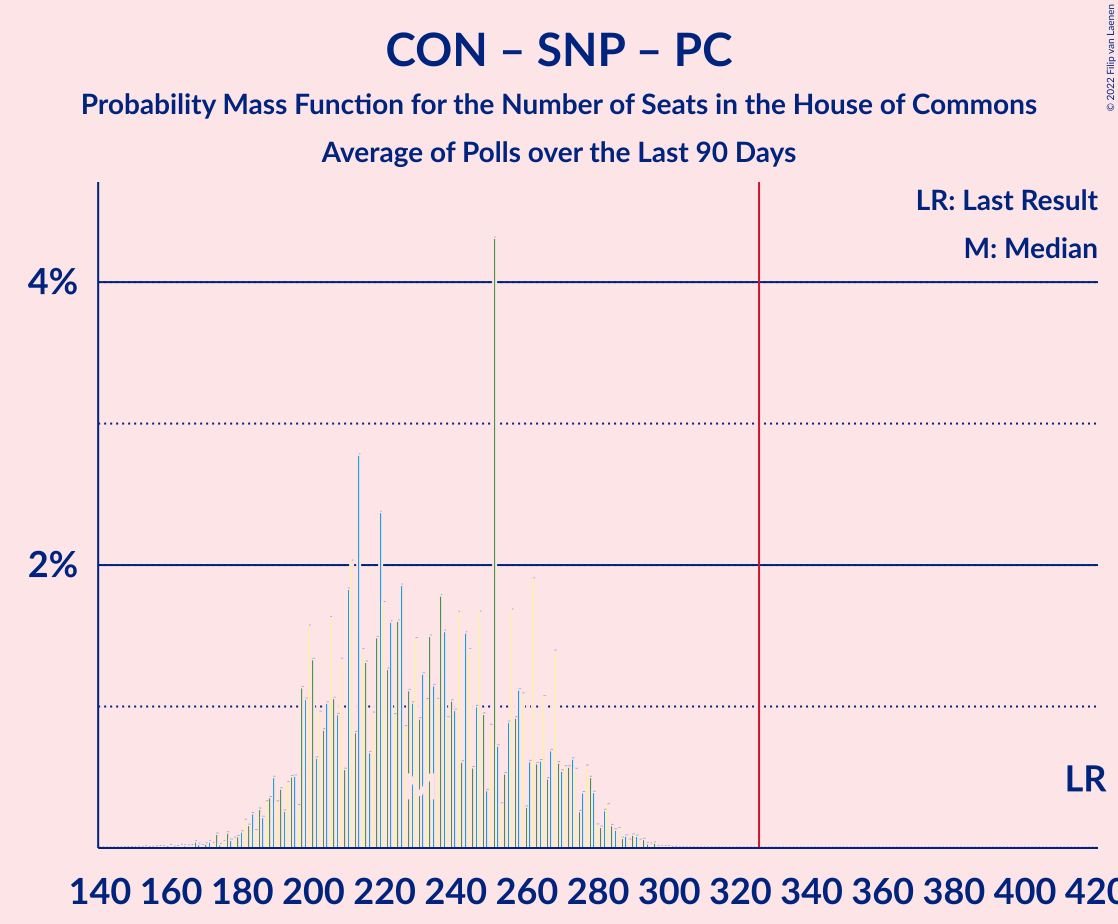 CON – SNP – PC
Probability Mass Function for the Number of Seats in the House of Commons
Average of Polls over the Last 90 Days
© 2022 Filip van Laenen
LR: Last Result
M: Median
4%
2%
M
LR
140 160 180 200 220 240 260 280 300 320 340 360 380 400 420